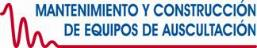 MANTENIMIENTO Y CONSTRUCCIÓN
DE EQUIPOS DE AUSCULTACIÓN